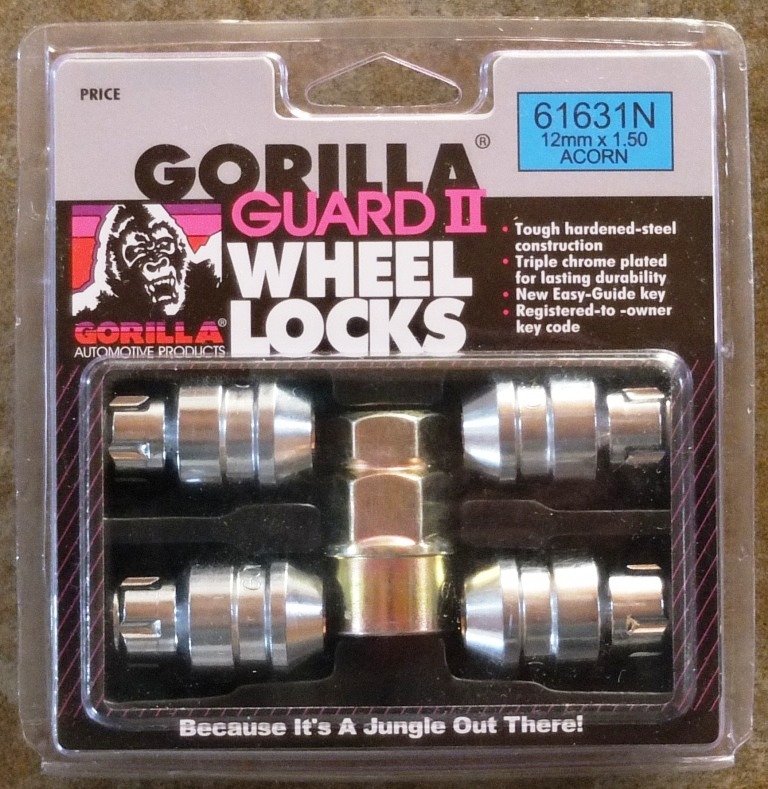 PRICE
61631N
12mm x 1.50
ACORN
GORILLA®
GUARD II
WHEEL
LOCKS
GORILLA®
AUTOMOTIVE PRODUCTS
• Tough hardened-steel
construction
• Triple chrome plated
for lasting durability
• New Easy-Guide key
• Registered-to -owner
key code
Because It's A Jungle Out There!